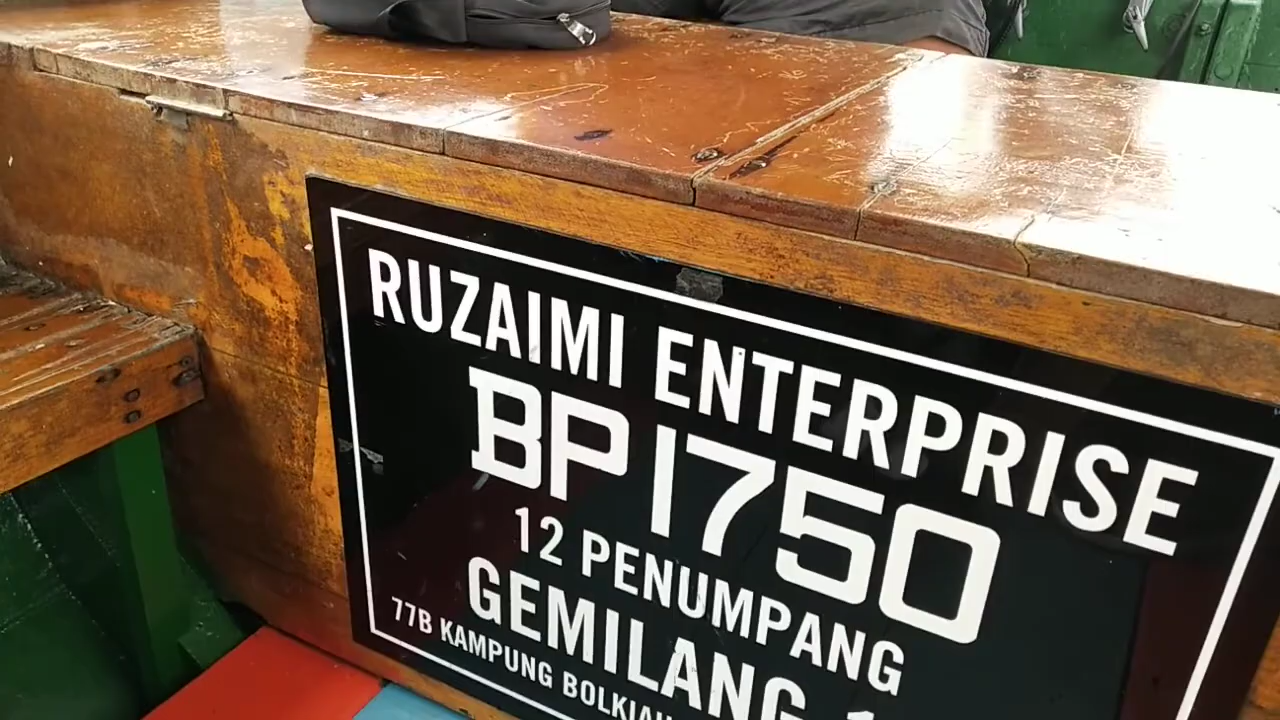 RUZAIMI ENTERPRISE
BP 1750
12 PENUMPANG
GEMILANG
77B KAMPUNG